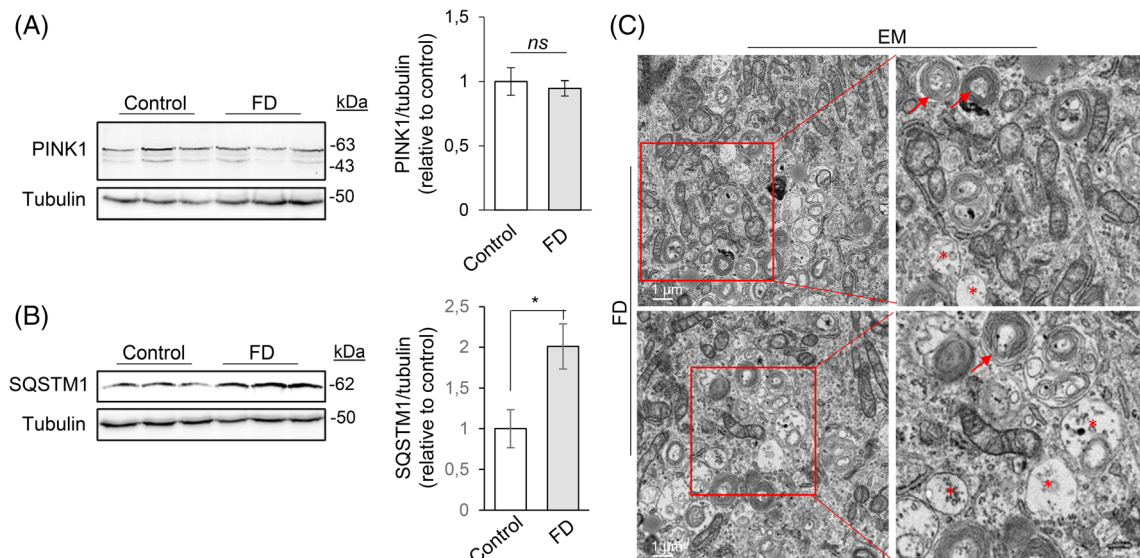 (A)
Control FD kDa
PINK1 -63
-43
Tubulin -50
PINK1/tubulin
(relative to control)
1,5
1
0,5
0
ns
Control FD
(B)
Control FD kDa
SQSTM1 -62
Tubulin -50
SQSTM1/tubulin
(relative to control)
2,5
2
1,5
1
0,5
0
*
Control FD
(C)
EM
FD
1 µm
* 
*
1 µm
*
*
*